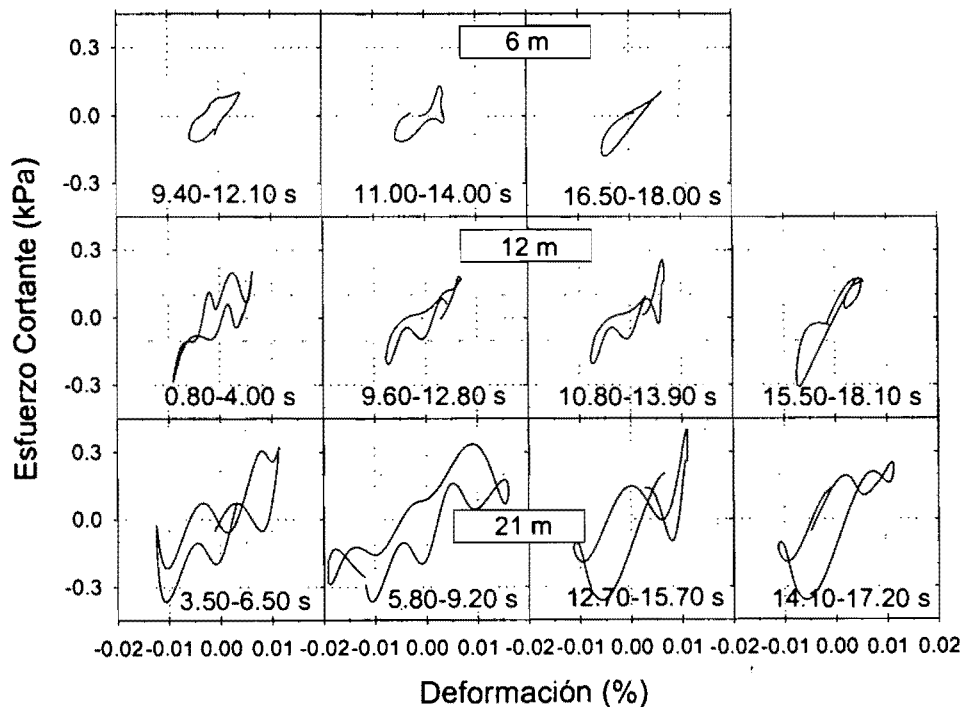 Esfuerzo Cortante (kPa)
0.3
0.0
-0.3
6 m
9.40-12.10 s
11.00-14.00 s
16.50-18.00 s
0.3
0.0
-0.3
12 m
0.80-4.00 s
9.60-12.80 s
10.80-13.90 s
15.50-18.10 s
0.3
0.0
-0.3
21 m
3.50-6.50 s
5.80-9.20 s
12.70-15.70 s
14.10-17.20 s
-0.02 -0.01 0.00 0.01 -0.02 -0.01 0.00 0.01 -0.02 -0.01 0.00 0.01 -0.02 -0.01 0.00 0.01 0.02
Deformación (%)